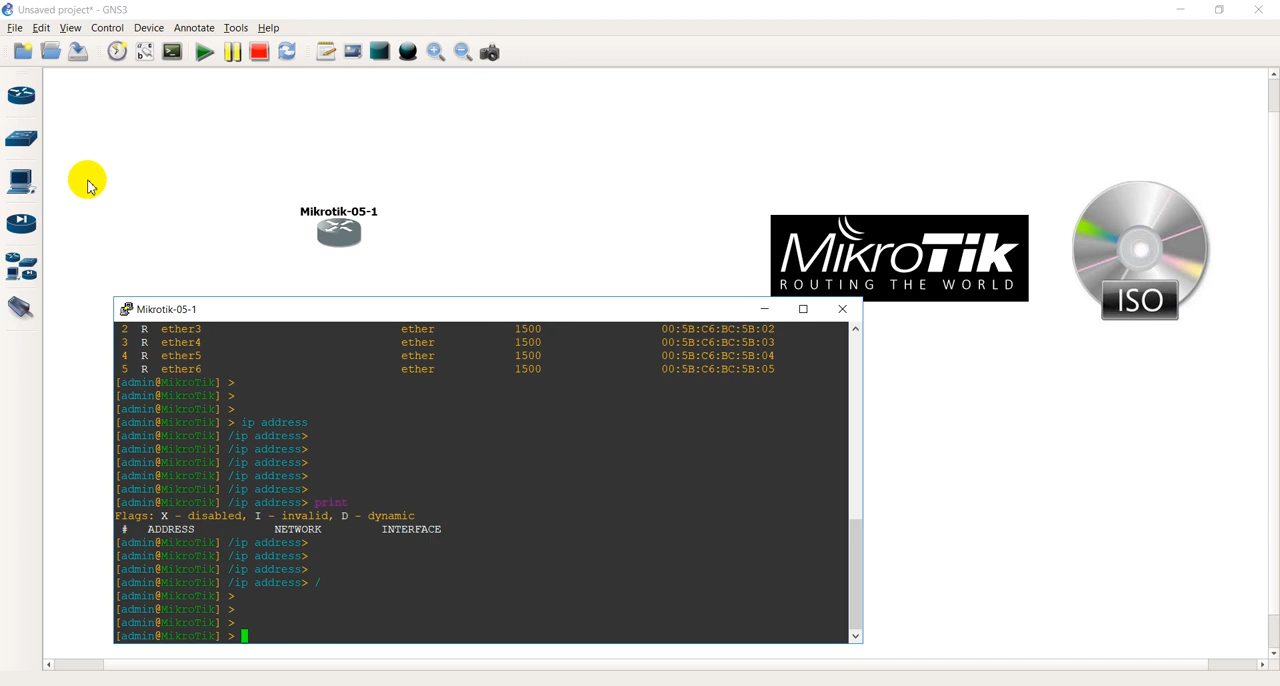 Unsaved project* - GNS3
File Edit View Control Device Annotate Tools Help
Mikrotik-05-1
MikroTik
ROUTING THE WORLD
ISO
Mikrotik-05-1
2 R ether3 ether 1500 00:5B:C6:BC:5B:02
3 R ether4 ether 1500 00:5B:C6:BC:5B:03
4 R ether5 ether 1500 00:5B:C6:BC:5B:04
5 R ether6 ether 1500 00:5B:C6:BC:5B:05
[admin@MikroTik] >
[admin@MikroTik] >
[admin@MikroTik] >
[admin@MikroTik] > ip address
[admin@MikroTik] /ip address>
[admin@MikroTik] /ip address>
[admin@MikroTik] /ip address>
[admin@MikroTik] /ip address>
[admin@MikroTik] /ip address>
[admin@MikroTik] /ip address> print
Flags: X - disabled, I - invalid, D - dynamic
# ADDRESS NETWORK INTERFACE
[admin@MikroTik] /ip address>
[admin@MikroTik] /ip address>
[admin@MikroTik] /ip address>
[admin@MikroTik] /ip address> /
[admin@MikroTik] >
[admin@MikroTik] >
[admin@MikroTik] >
[admin@MikroTik] >